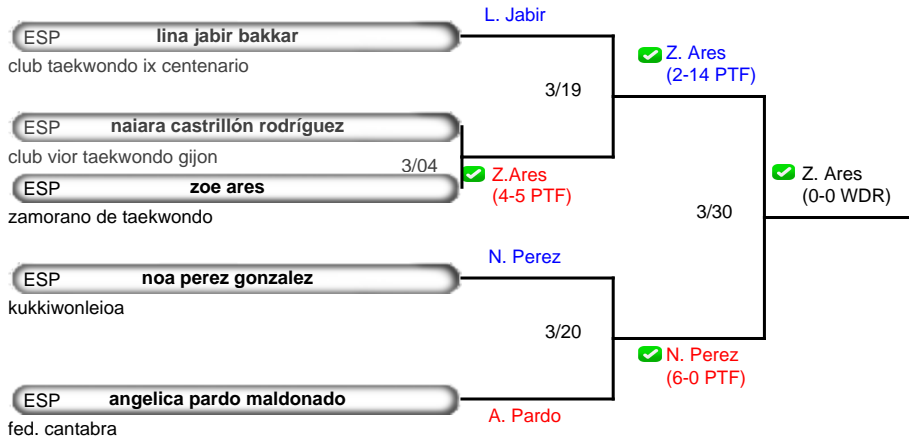 L. Jabir
ESP lina jabir bakkar
club taekwondo ix centenario
Z. Ares
(2-14 PTF)
3/19
ESP naiara castrillón rodríguez
club vior taekwondo gijon
3/04
Z.Ares
(4-5 PTF)
ESP zoe ares
zamorano de taekwondo
Z. Ares
(0-0 WDR)
3/30
N. Perez
ESP noa perez gonzalez
kukkiwonleioa
3/20
N. Perez
(6-0 PTF)
ESP angelica pardo maldonado
A. Pardo
fed. cantabra